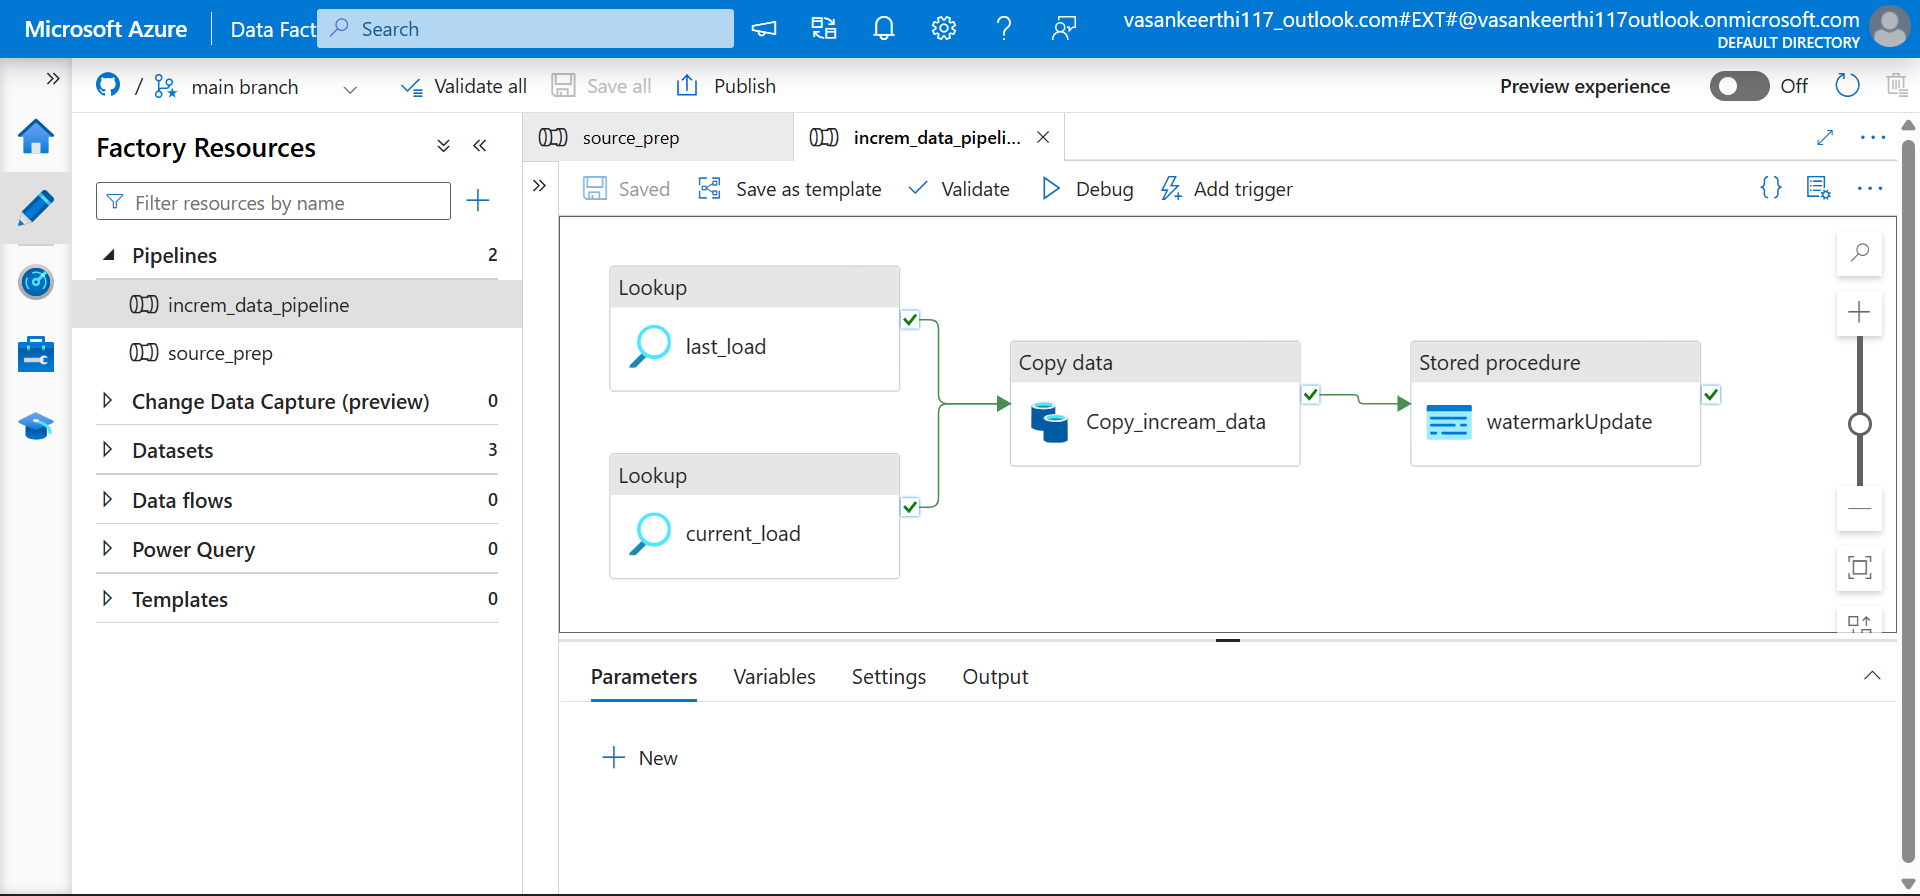 Microsoft Azure
Data Fact
Search
vasankeerthi117_outlook.com#EXT#@vasankeerthi117outlook.onmicrosoft.com
DEFAULT DIRECTORY
/ main branch
Validate all
Save all
Publish
Preview experience
Off
Factory Resources
Filter resources by name
Pipelines 2
increm_data_pipeline
source_prep
Change Data Capture (preview) 0
Datasets 3
Data flows 0
Power Query 0
Templates 0
source_prep
increm_data_pipeli...
Saved
Save as template
Validate
Debug
Add trigger
{}
Lookup
last_load
Lookup
current_load
Copy data
Copy_incream_data
Stored procedure
watermarkUpdate
Parameters
Variables
Settings
Output
New